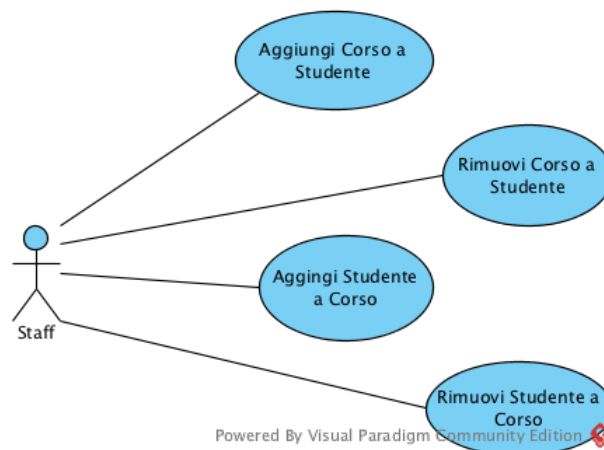 Aggiungi Corso a
Studente
Rimuovi Corso a
Studente
Aggingi Studente
a Corso
Staff
Rimuovi Studente a
Corso
Powered By Visual Paradigm Community Edition